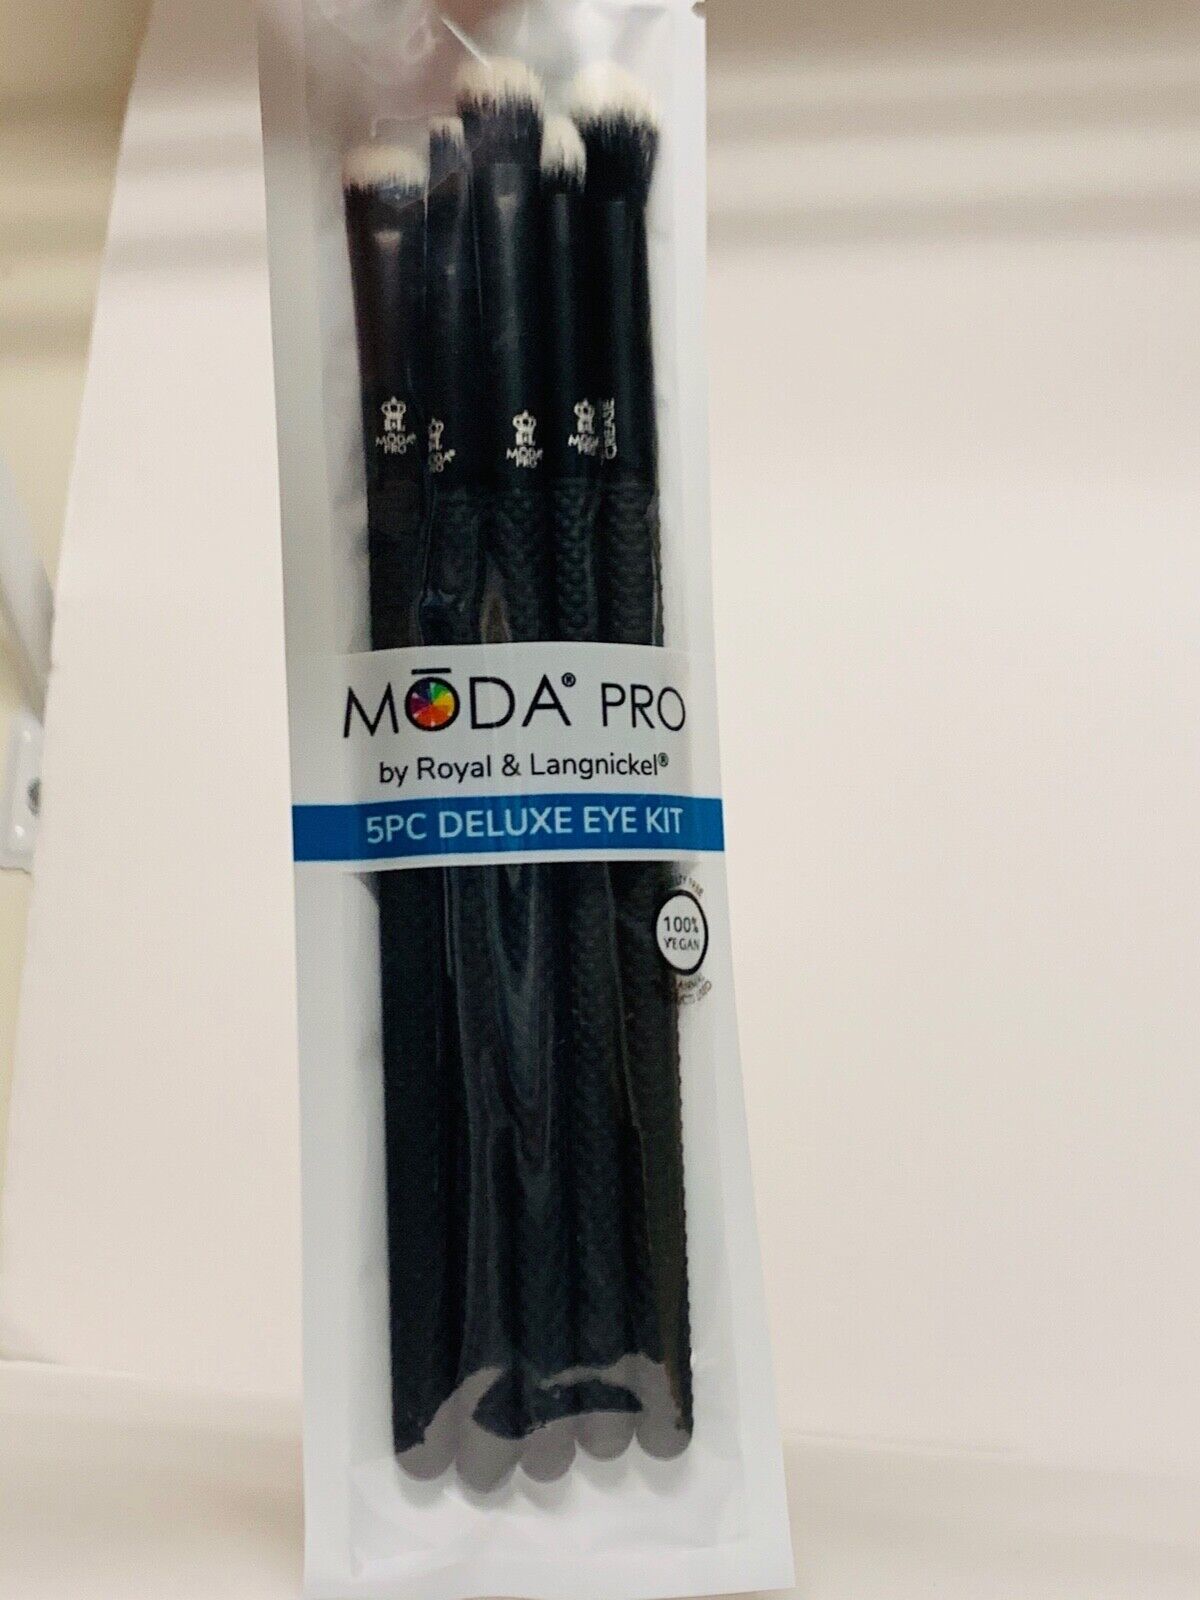 MODA®
PRO
MODA
PRO
MODA
PRO
CREASE
MŌDA® PRO
by Royal & Langnickel®
5PC DELUXE EYE KIT
100%
VEGAN